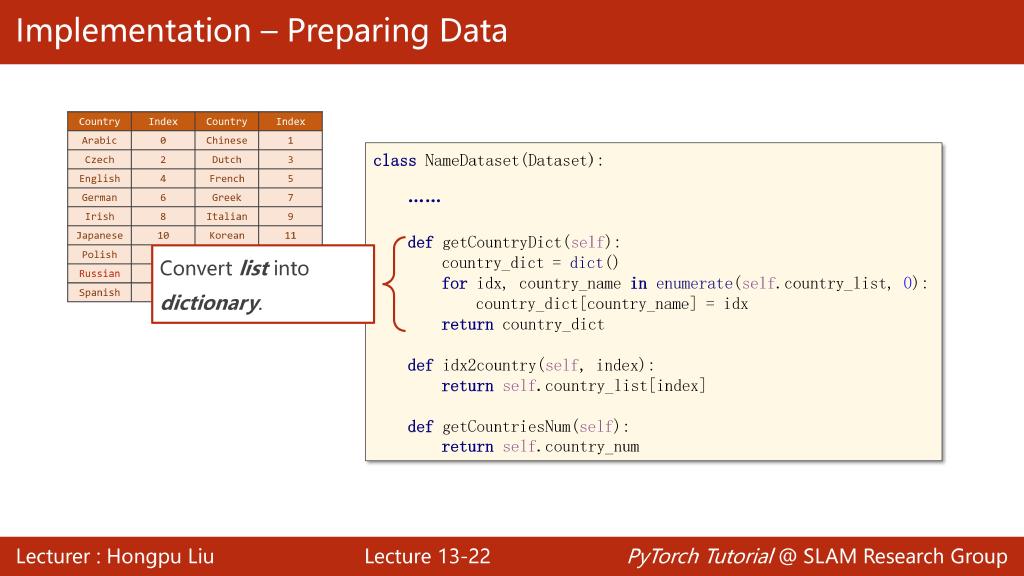 Implementation – Preparing Data
Country Index Country Index
Arabic 0 Chinese 1
Czech 2 Dutch 3
English 4 French 5
German 6 Greek 7
Irish 8 Italian 9
Japanese 10 Korean 11
Polish
Russian
Spanish
Convert list into
dictionary.
class NameDataset(Dataset):
......
def getCountryDict(self):
country_dict = dict()
for idx, country_name in enumerate(self.country_list, 0):
country_dict[country_name] = idx
return country_dict
def idx2country(self, index):
return self.country_list[index]
def getCountriesNum(self):
return self.country_num
Lecturer : Hongpu Liu
Lecture 13-22
PyTorch Tutorial @ SLAM Research Group